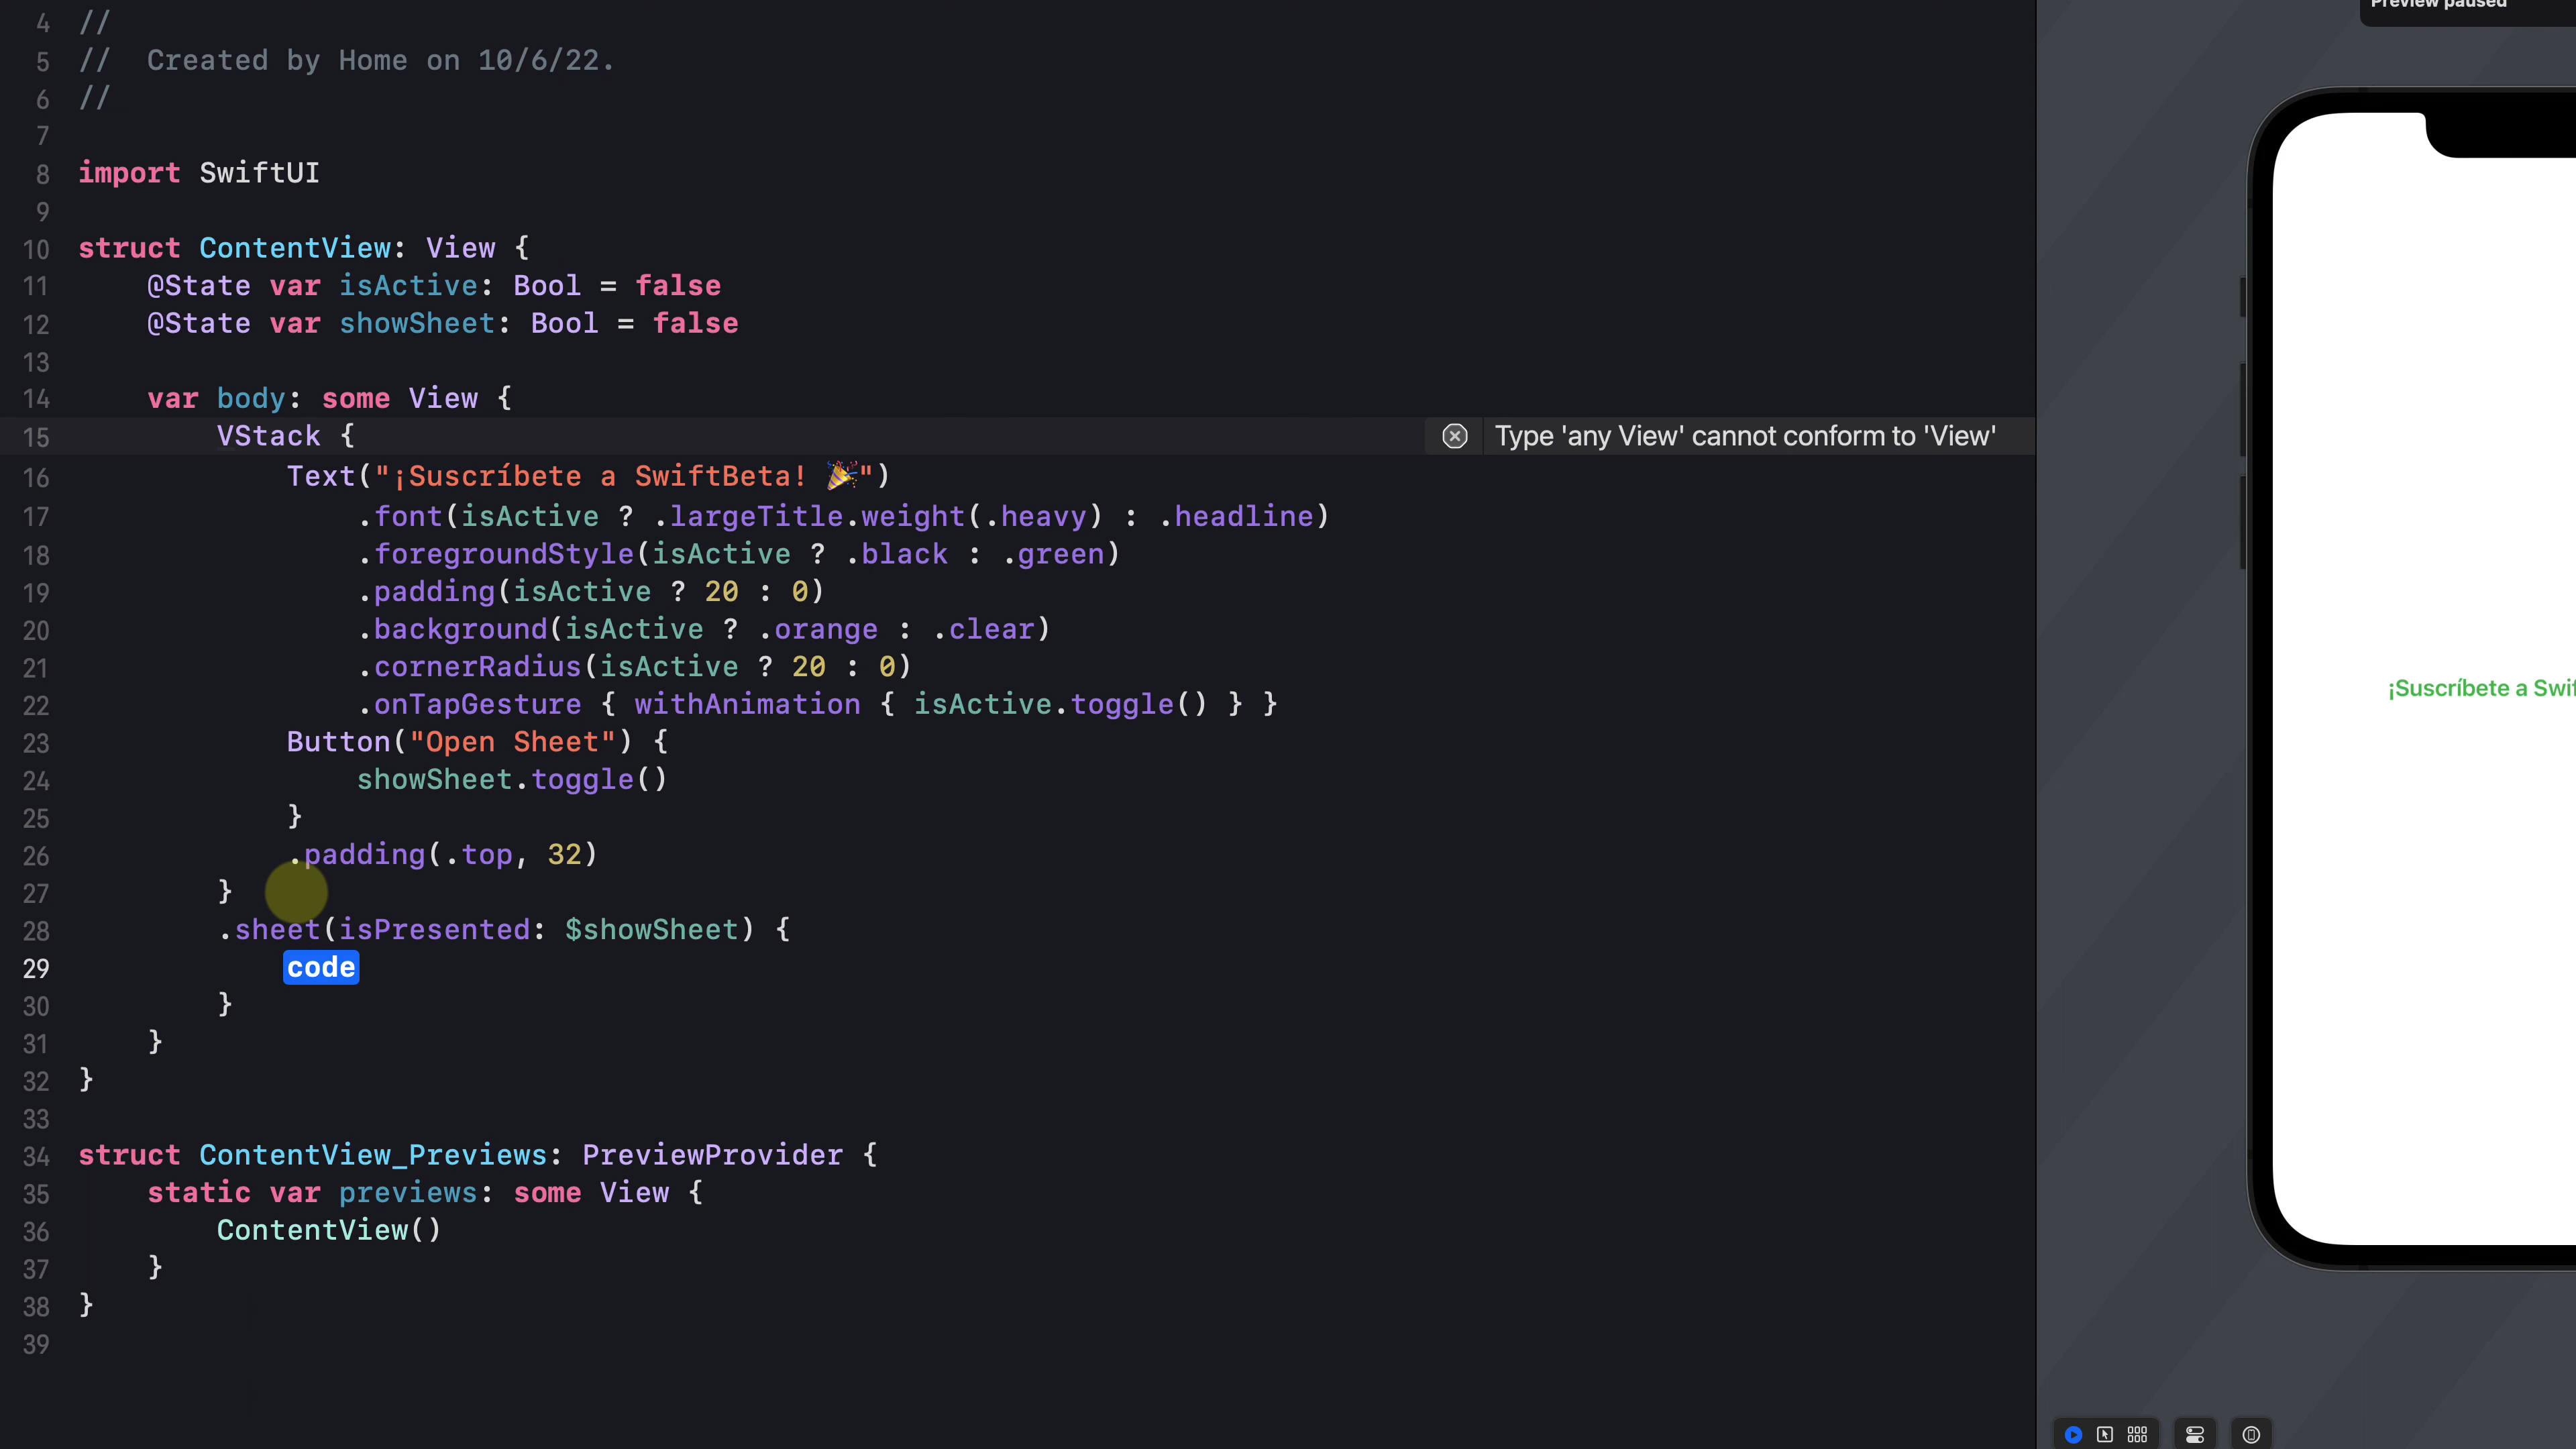 4 //
5 //  Created by Home on 10/6/22.
6 //
7
8 import SwiftUI
9
10 struct ContentView: View {
11     @State var isActive: Bool = false
12     @State var showSheet: Bool = false
13
14     var body: some View {
15         VStack {
Type 'any View' cannot conform to 'View'
16             Text("¡Suscríbete a SwiftBeta! 🎉")
17                 .font(isActive ? .largeTitle.weight(.heavy) : .headline)
18                 .foregroundStyle(isActive ? .black : .green)
19                 .padding(isActive ? 20 : 0)
20                 .background(isActive ? .orange : .clear)
21                 .cornerRadius(isActive ? 20 : 0)
22                 .onTapGesture { withAnimation { isActive.toggle() } }
23             Button("Open Sheet") {
24                 showSheet.toggle()
25             }
26             .padding(.top, 32)
27         }
28         .sheet(isPresented: $showSheet) {
29             code
30         }
31     }
32 }
33
34 struct ContentView_Previews: PreviewProvider {
35     static var previews: some View {
36         ContentView()
37     }
38 }
39
Preview paused
¡Suscríbete a Swif